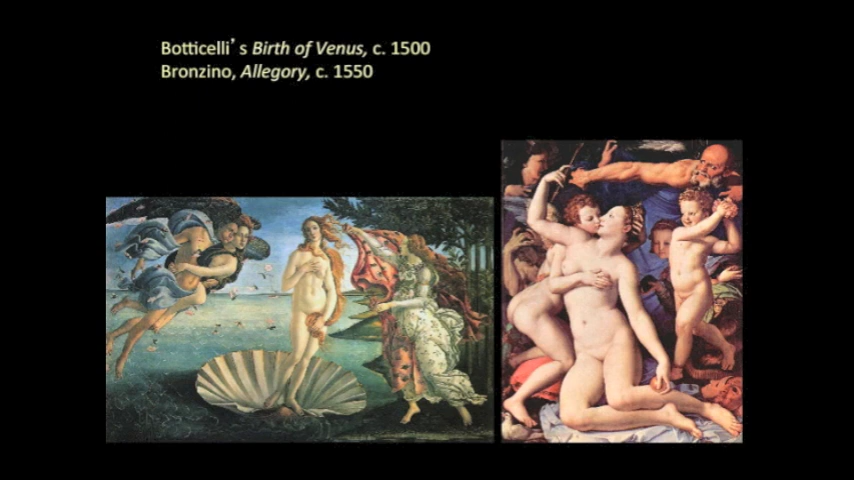 Botticelli’s Birth of Venus, c. 1500
Bronzino, Allegory, c. 1550